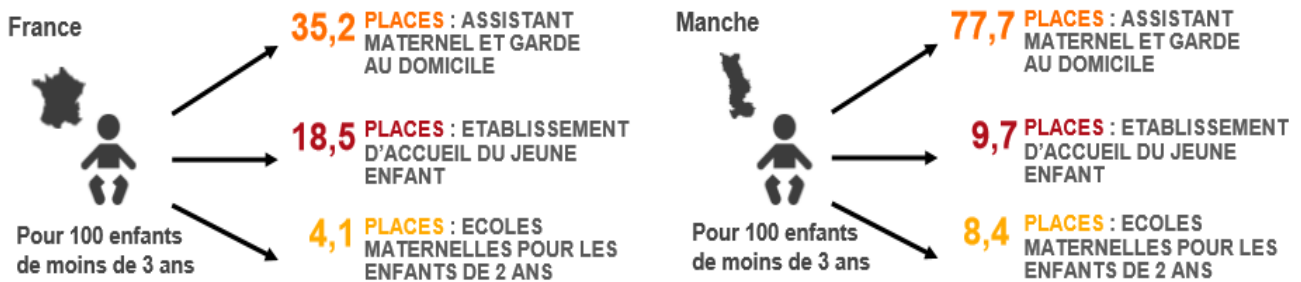 France
35,2 PLACES : ASSISTANT
MATERNEL ET GARDE
AU DOMICILE
18,5 PLACES : ETABLISSEMENT
D'ACCUEIL DU JEUNE
ENFANT
4,1 PLACES : ECOLES
MATERNELLES POUR LES
ENFANTS DE 2 ANS
Pour 100 enfants
de moins de 3 ans
Manche
77,7 PLACES : ASSISTANT
MATERNEL ET GARDE
AU DOMICILE
9,7 PLACES : ETABLISSEMENT
D'ACCUEIL DU JEUNE
ENFANT
8,4 PLACES : ECOLES
MATERNELLES POUR LES
ENFANTS DE 2 ANS
Pour 100 enfants
de moins de 3 ans